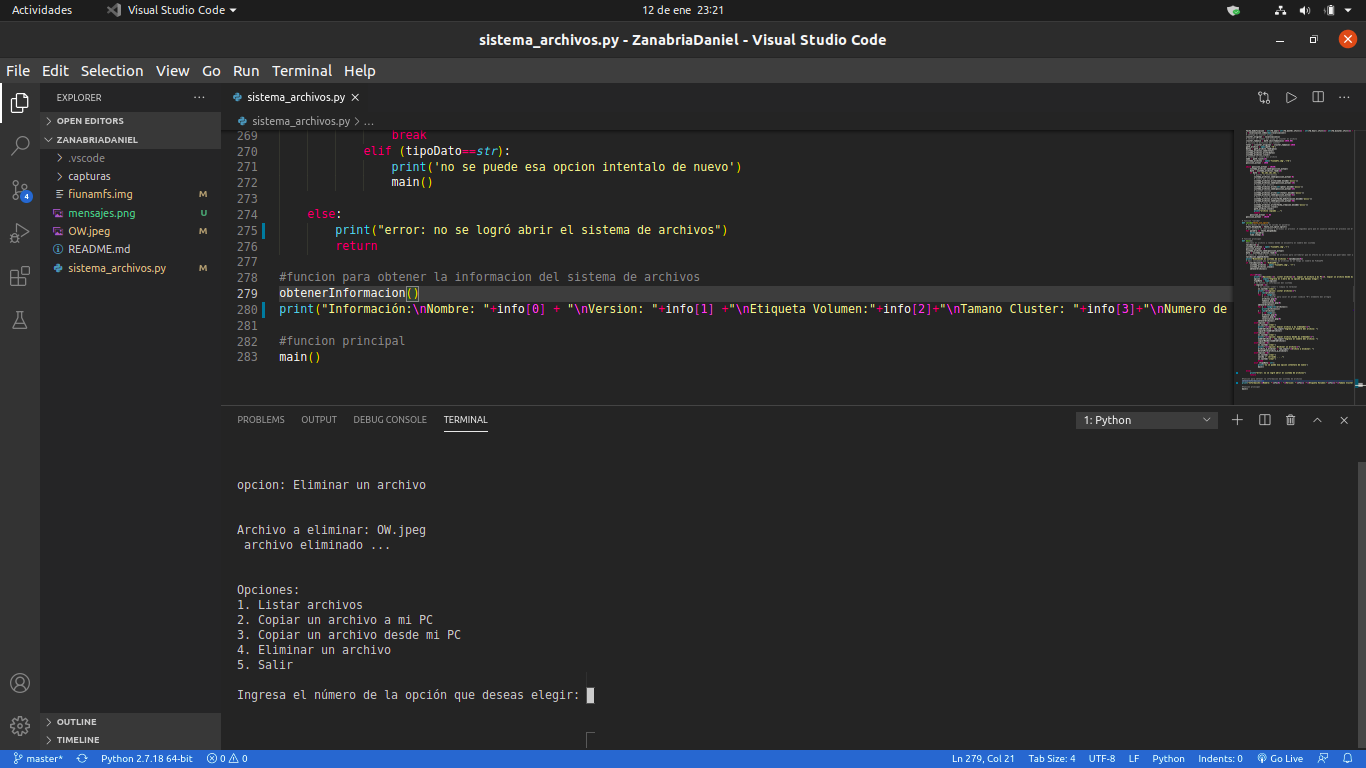 Actividades
Visual Studio Code
12 de ene 23:21
sistema_archivos.py - ZanabriaDaniel - Visual Studio Code
File Edit Selection View Go Run Terminal Help
EXPLORER
OPEN EDITORS
ZANABRIADANIEL
.vscode
capturas
fiunamfs.img M
mensajes.png U
OW.jpeg M
README.md
sistema_archivos.py M
OUTLINE
TIMELINE
4
sistema_archivos.py
sistema_archivos.py > ...
269 break
270 elif (tipoDato==str):
271 print('no se puede esa opcion intentalo de nuevo')
272 main()
273
274 else:
275 print("error: no se logró abrir el sistema de archivos")
276 return
277
278 #funcion para obtener la informacion del sistema de archivos
279 obtenerInformacion()
280 print("Información:\nNombre: "+info[0] + "\nVersion: "+info[1] +"\nEtiqueta Volumen:"+info[2]+"\nTamano Cluster: "+info[3]+"\nNumero de
281
282 #funcion principal
283 main()
PROBLEMS OUTPUT DEBUG CONSOLE TERMINAL
1: Python
opcion: Eliminar un archivo
Archivo a eliminar: OW.jpeg
archivo eliminado ...
Opciones:
1. Listar archivos
2. Copiar un archivo a mi PC
3. Copiar un archivo desde mi PC
4. Eliminar un archivo
5. Salir
Ingresa el número de la opción que deseas elegir:
master* Python 2.7.18 64-bit 0 0 Ln 279, Col 21 Tab Size: 4 UTF-8 LF Python Indents: 0 Go Live